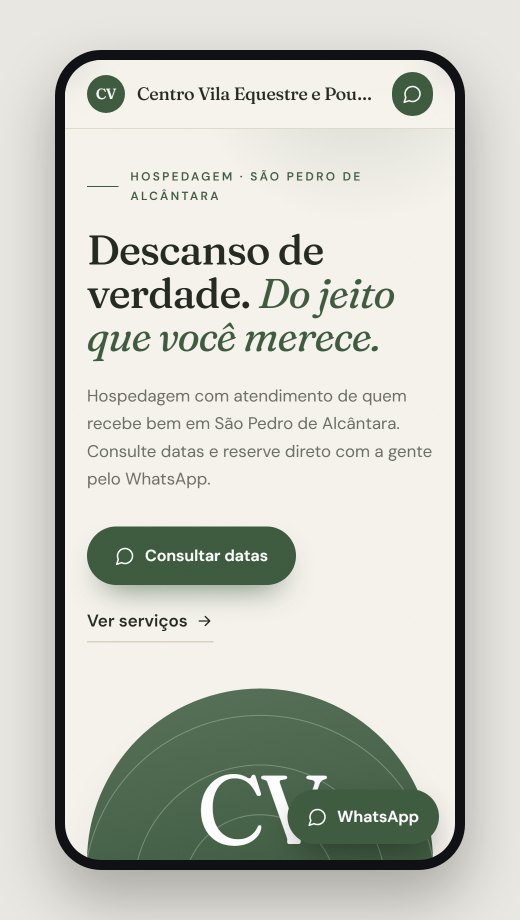 CV Centro Vila Equestre e Pou...
HOSPEDAGEM · SÃO PEDRO DE
ALCÂNTARA
Descanso de
verdade. Do jeito
que você merece.
Hospedagem com atendimento de quem
recebe bem em São Pedro de Alcântara.
Consulte datas e reserve direto com a gente
pelo WhatsApp.
Consultar datas
Ver serviços →
CV
WhatsApp